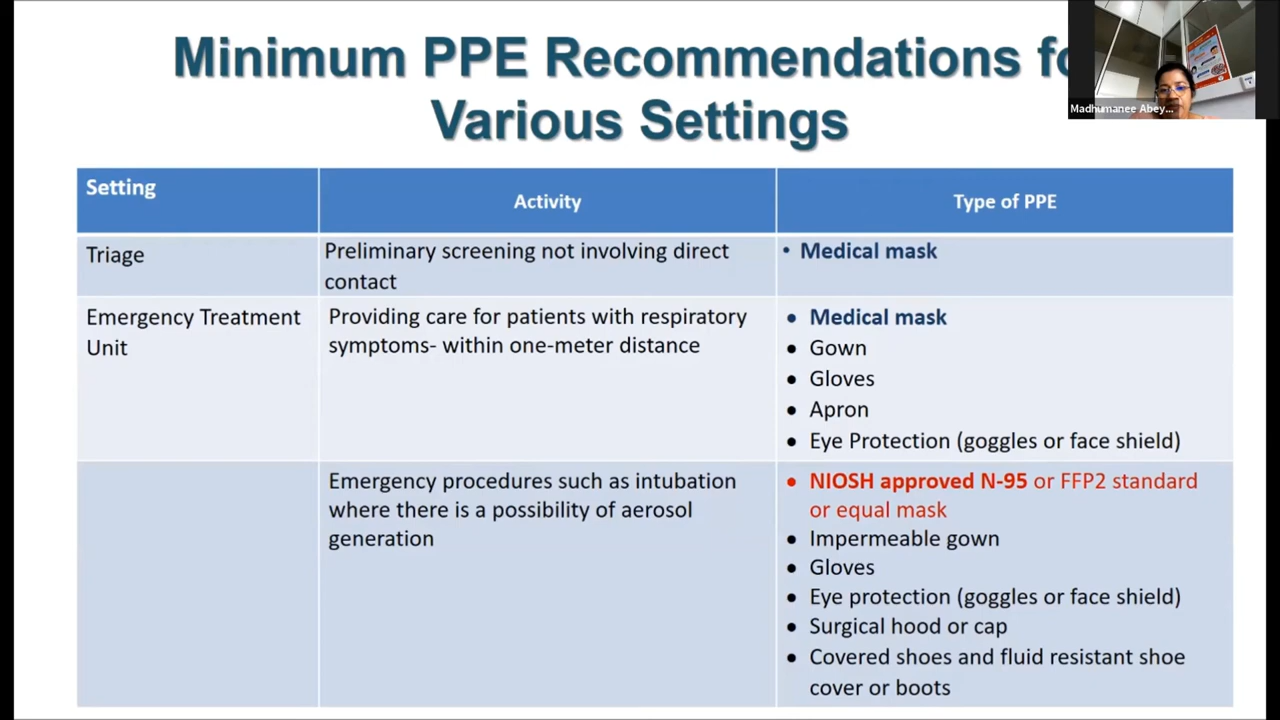 Minimum PPE Recommendations fo
Various Settings
Madhumanee Abey...
Setting
Activity
Type of PPE
Triage
Preliminary screening not involving direct
contact
• Medical mask
Emergency Treatment
Unit
Providing care for patients with respiratory
symptoms- within one-meter distance
• Medical mask
• Gown
• Gloves
• Apron
• Eye Protection (goggles or face shield)
Emergency procedures such as intubation
where there is a possibility of aerosol
generation
• NIOSH approved N-95 or FFP2 standard
or equal mask
• Impermeable gown
• Gloves
• Eye protection (goggles or face shield)
• Surgical hood or cap
• Covered shoes and fluid resistant shoe
cover or boots